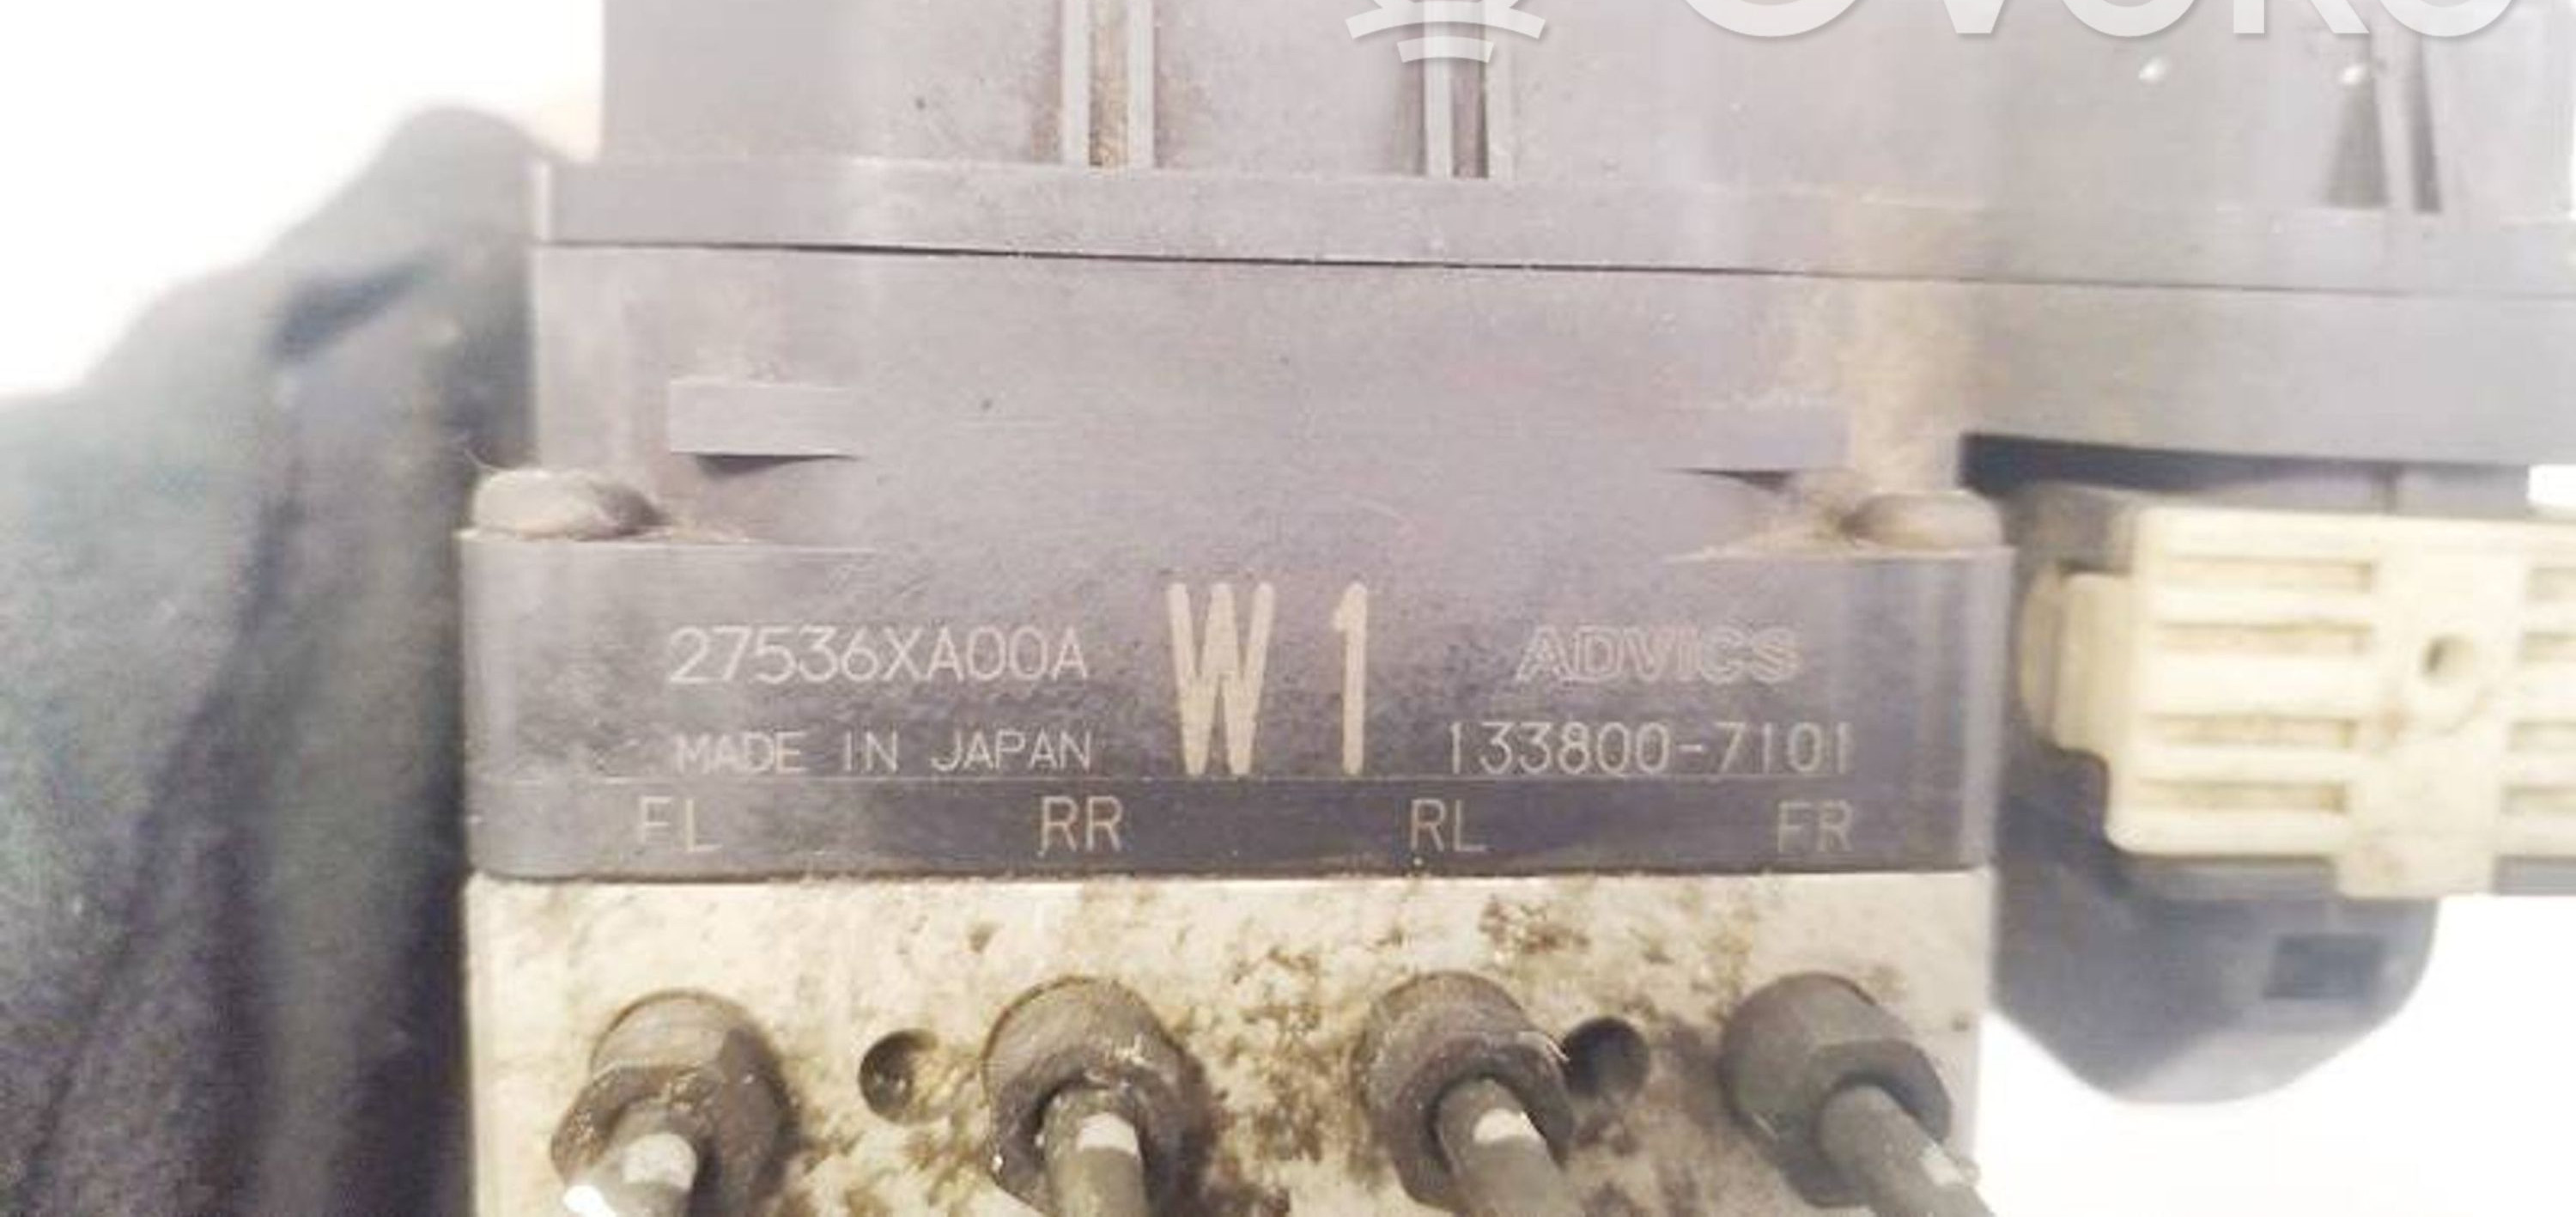 27536XA00A W1 ADVICS
MADE IN JAPAN 133800-7101
FL RR RL FR